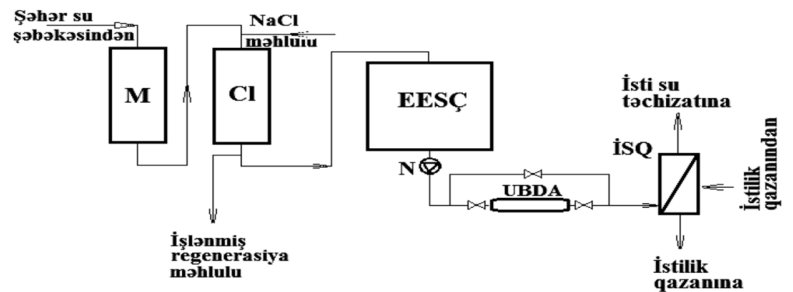 Şəhər su
şəbəkəsindən
NaCl
məhlulu
M
Cl
EESÇ
N
UBDA
İsti su
təchizatına
İSQ
İstilik
qazanından
İşlənmiş
regenerasiya
məhlulu
İstilik
qazanına